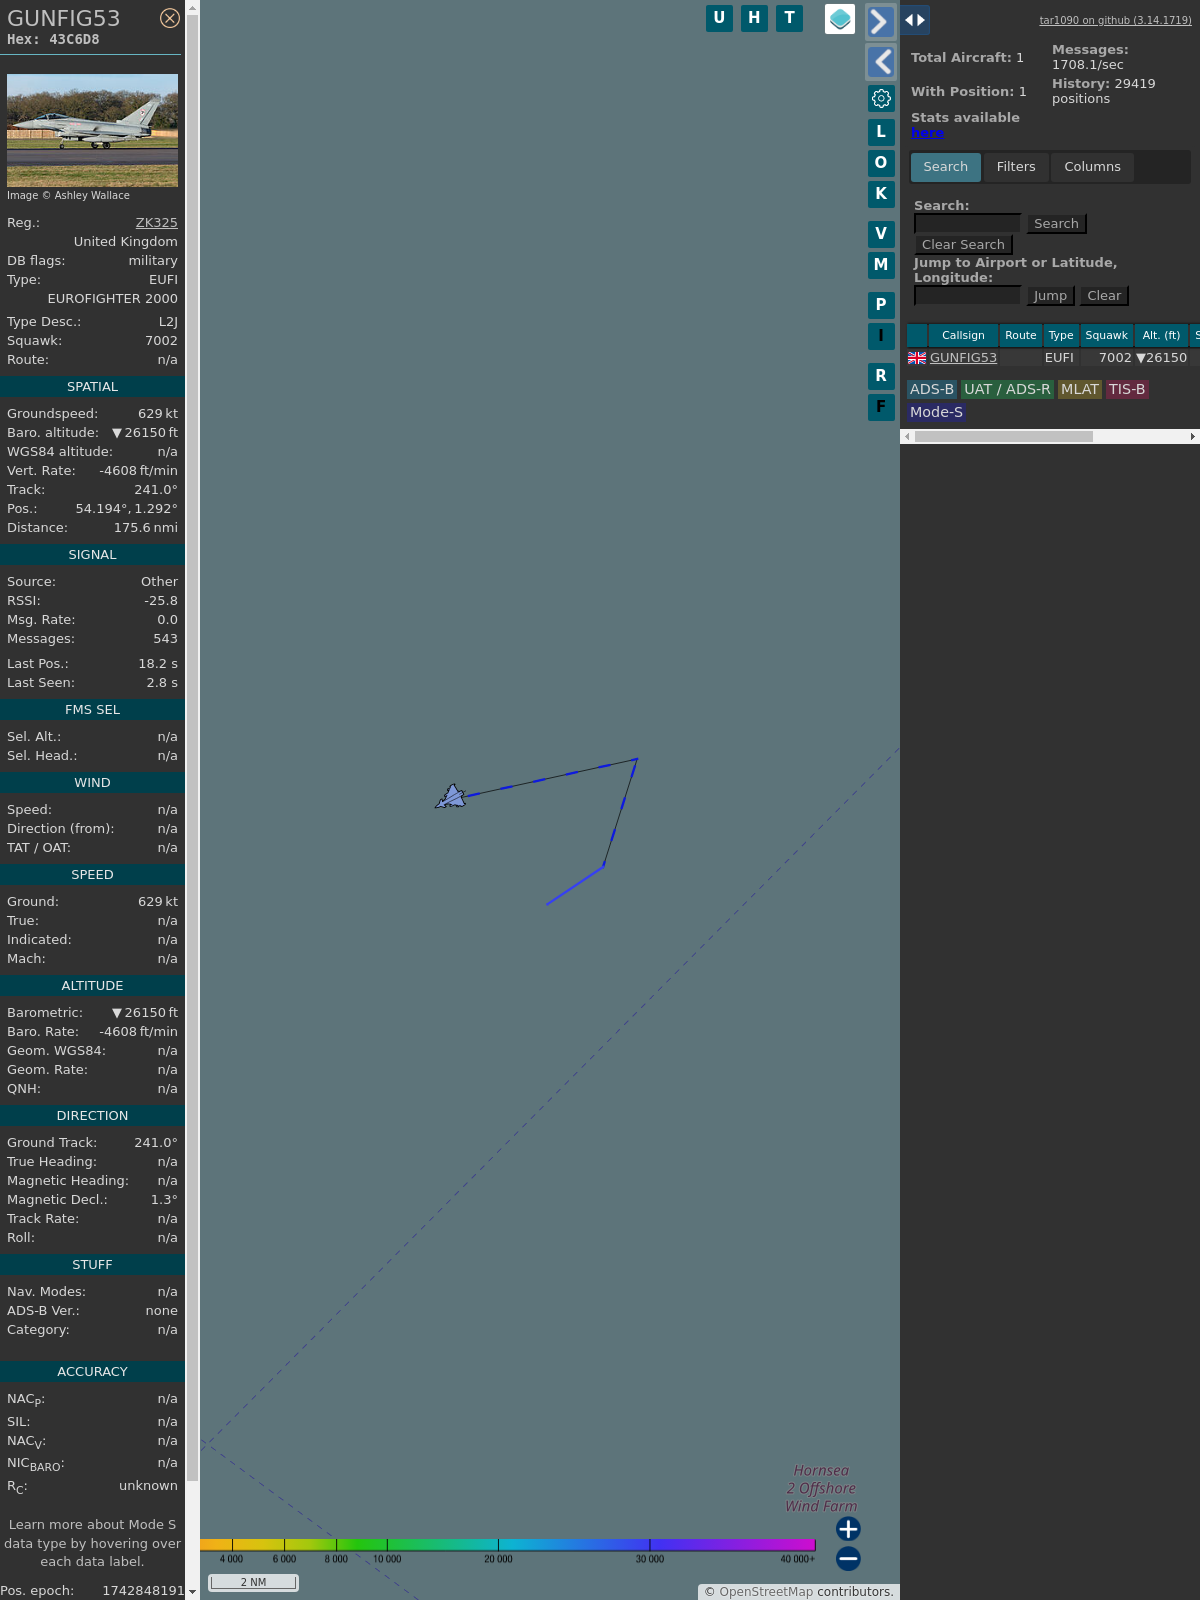 GUNFIG53
Hex: 43C6D8
Image © Ashley Wallace
Reg.: ZK325
United Kingdom
DB flags: military
Type: EUFI
EUROFIGHTER 2000
Type Desc.: L2J
Squawk: 7002
Route: n/a
SPATIAL
Groundspeed: 629 kt
Baro. altitude: ▼ 26150 ft
WGS84 altitude: n/a
Vert. Rate: -4608 ft/min
Track: 241.0°
Pos.: 54.194°, 1.292°
Distance: 175.6 nmi
SIGNAL
Source: Other
RSSI: -25.8
Msg. Rate: 0.0
Messages: 543
Last Pos.: 18.2 s
Last Seen: 2.8 s
FMS SEL
Sel. Alt.: n/a
Sel. Head.: n/a
WIND
Speed: n/a
Direction (from): n/a
TAT / OAT: n/a
SPEED
Ground: 629 kt
True: n/a
Indicated: n/a
Mach: n/a
ALTITUDE
Barometric: ▼ 26150 ft
Baro. Rate: -4608 ft/min
Geom. WGS84: n/a
Geom. Rate: n/a
QNH: n/a
DIRECTION
Ground Track: 241.0°
True Heading: n/a
Magnetic Heading: n/a
Magnetic Decl.: 1.3°
Track Rate: n/a
Roll: n/a
STUFF
Nav. Modes: n/a
ADS-B Ver.: none
Category: n/a
ACCURACY
NACP: n/a
SIL: n/a
NACV: n/a
NICBARO: n/a
RC: unknown
Learn more about Mode S
data type by hovering over
each data label.
Pos. epoch: 1742848191
U H T
L
O
K
V
M
P
I
R
F
Hornsea
2 Offshore
Wind Farm
4 000 6 000 8 000 10 000 20 000 30 000 40 000+
2 NM
© OpenStreetMap contributors.
tar1090 on github (3.14.1719)
Total Aircraft: 1
Messages:
1708.1/sec
With Position: 1
History: 29419
positions
Stats available
here
Search Filters Columns
Search:
Search
Clear Search
Jump to Airport or Latitude,
Longitude:
Jump Clear
Callsign Route Type Squawk Alt. (ft) S
GUNFIG53 EUFI 7002 ▼26150
ADS-B UAT / ADS-R MLAT TIS-B
Mode-S